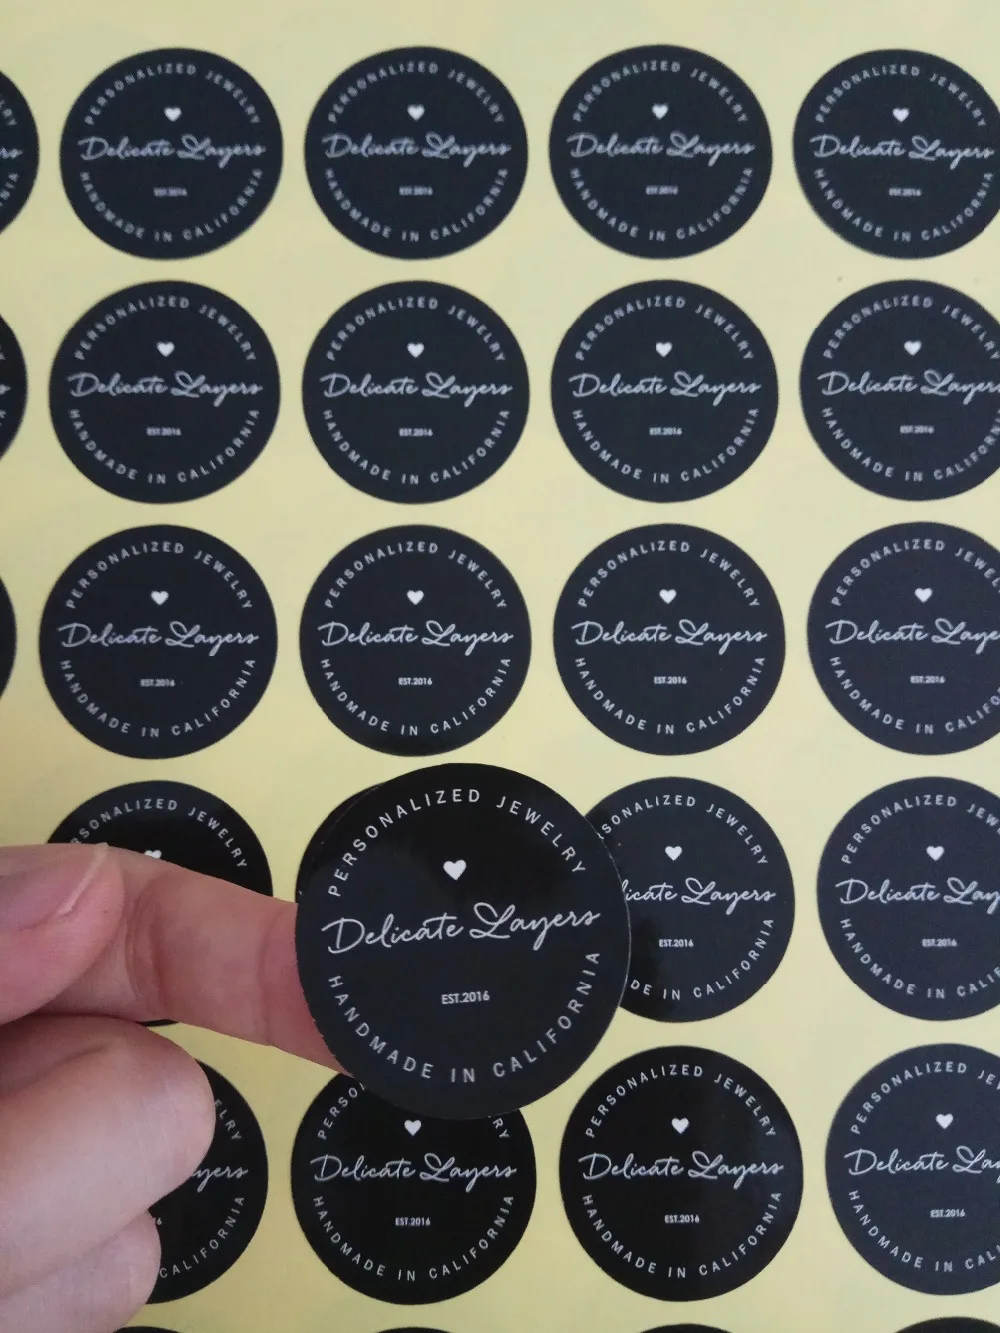 PERSONALIZED JEWELRY
Delicate Layers
EST.2016
HANDMADE IN CALIFORNIA